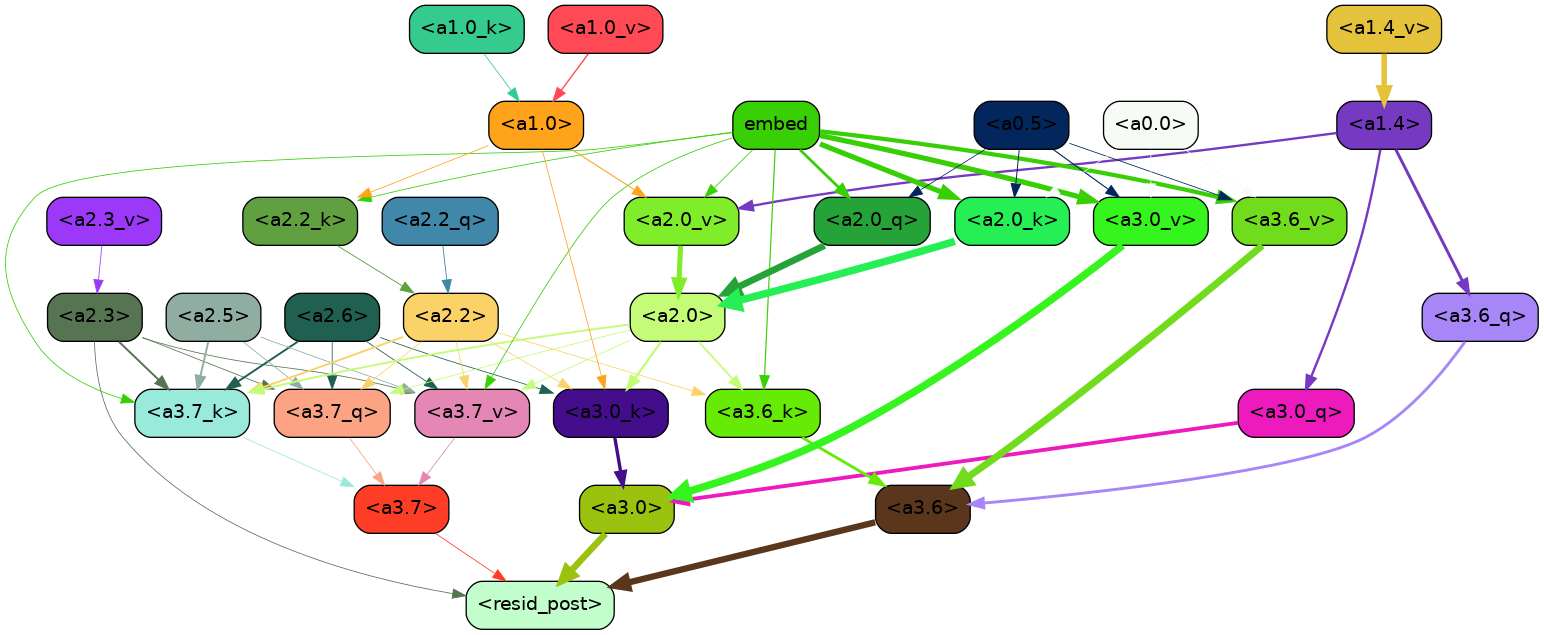 <a1.0_k>
<a1.0_v>
<a1.4_v>
<a1.0>
embed
<a0.5>
<a0.0>
<a1.4>
<a2.3_v>
<a2.2_k>
<a2.2_q>
<a2.0_v>
<a2.0_q>
<a2.0_k>
<a3.0_v>
<a3.6_v>
<a2.3>
<a2.5>
<a2.6>
<a2.2>
<a2.0>
<a3.6_q>
<a3.7_k>
<a3.7_q>
<a3.7_v>
<a3.0_k>
<a3.6_k>
<a3.0_q>
<a3.7>
<a3.0>
<a3.6>
<resid_post>